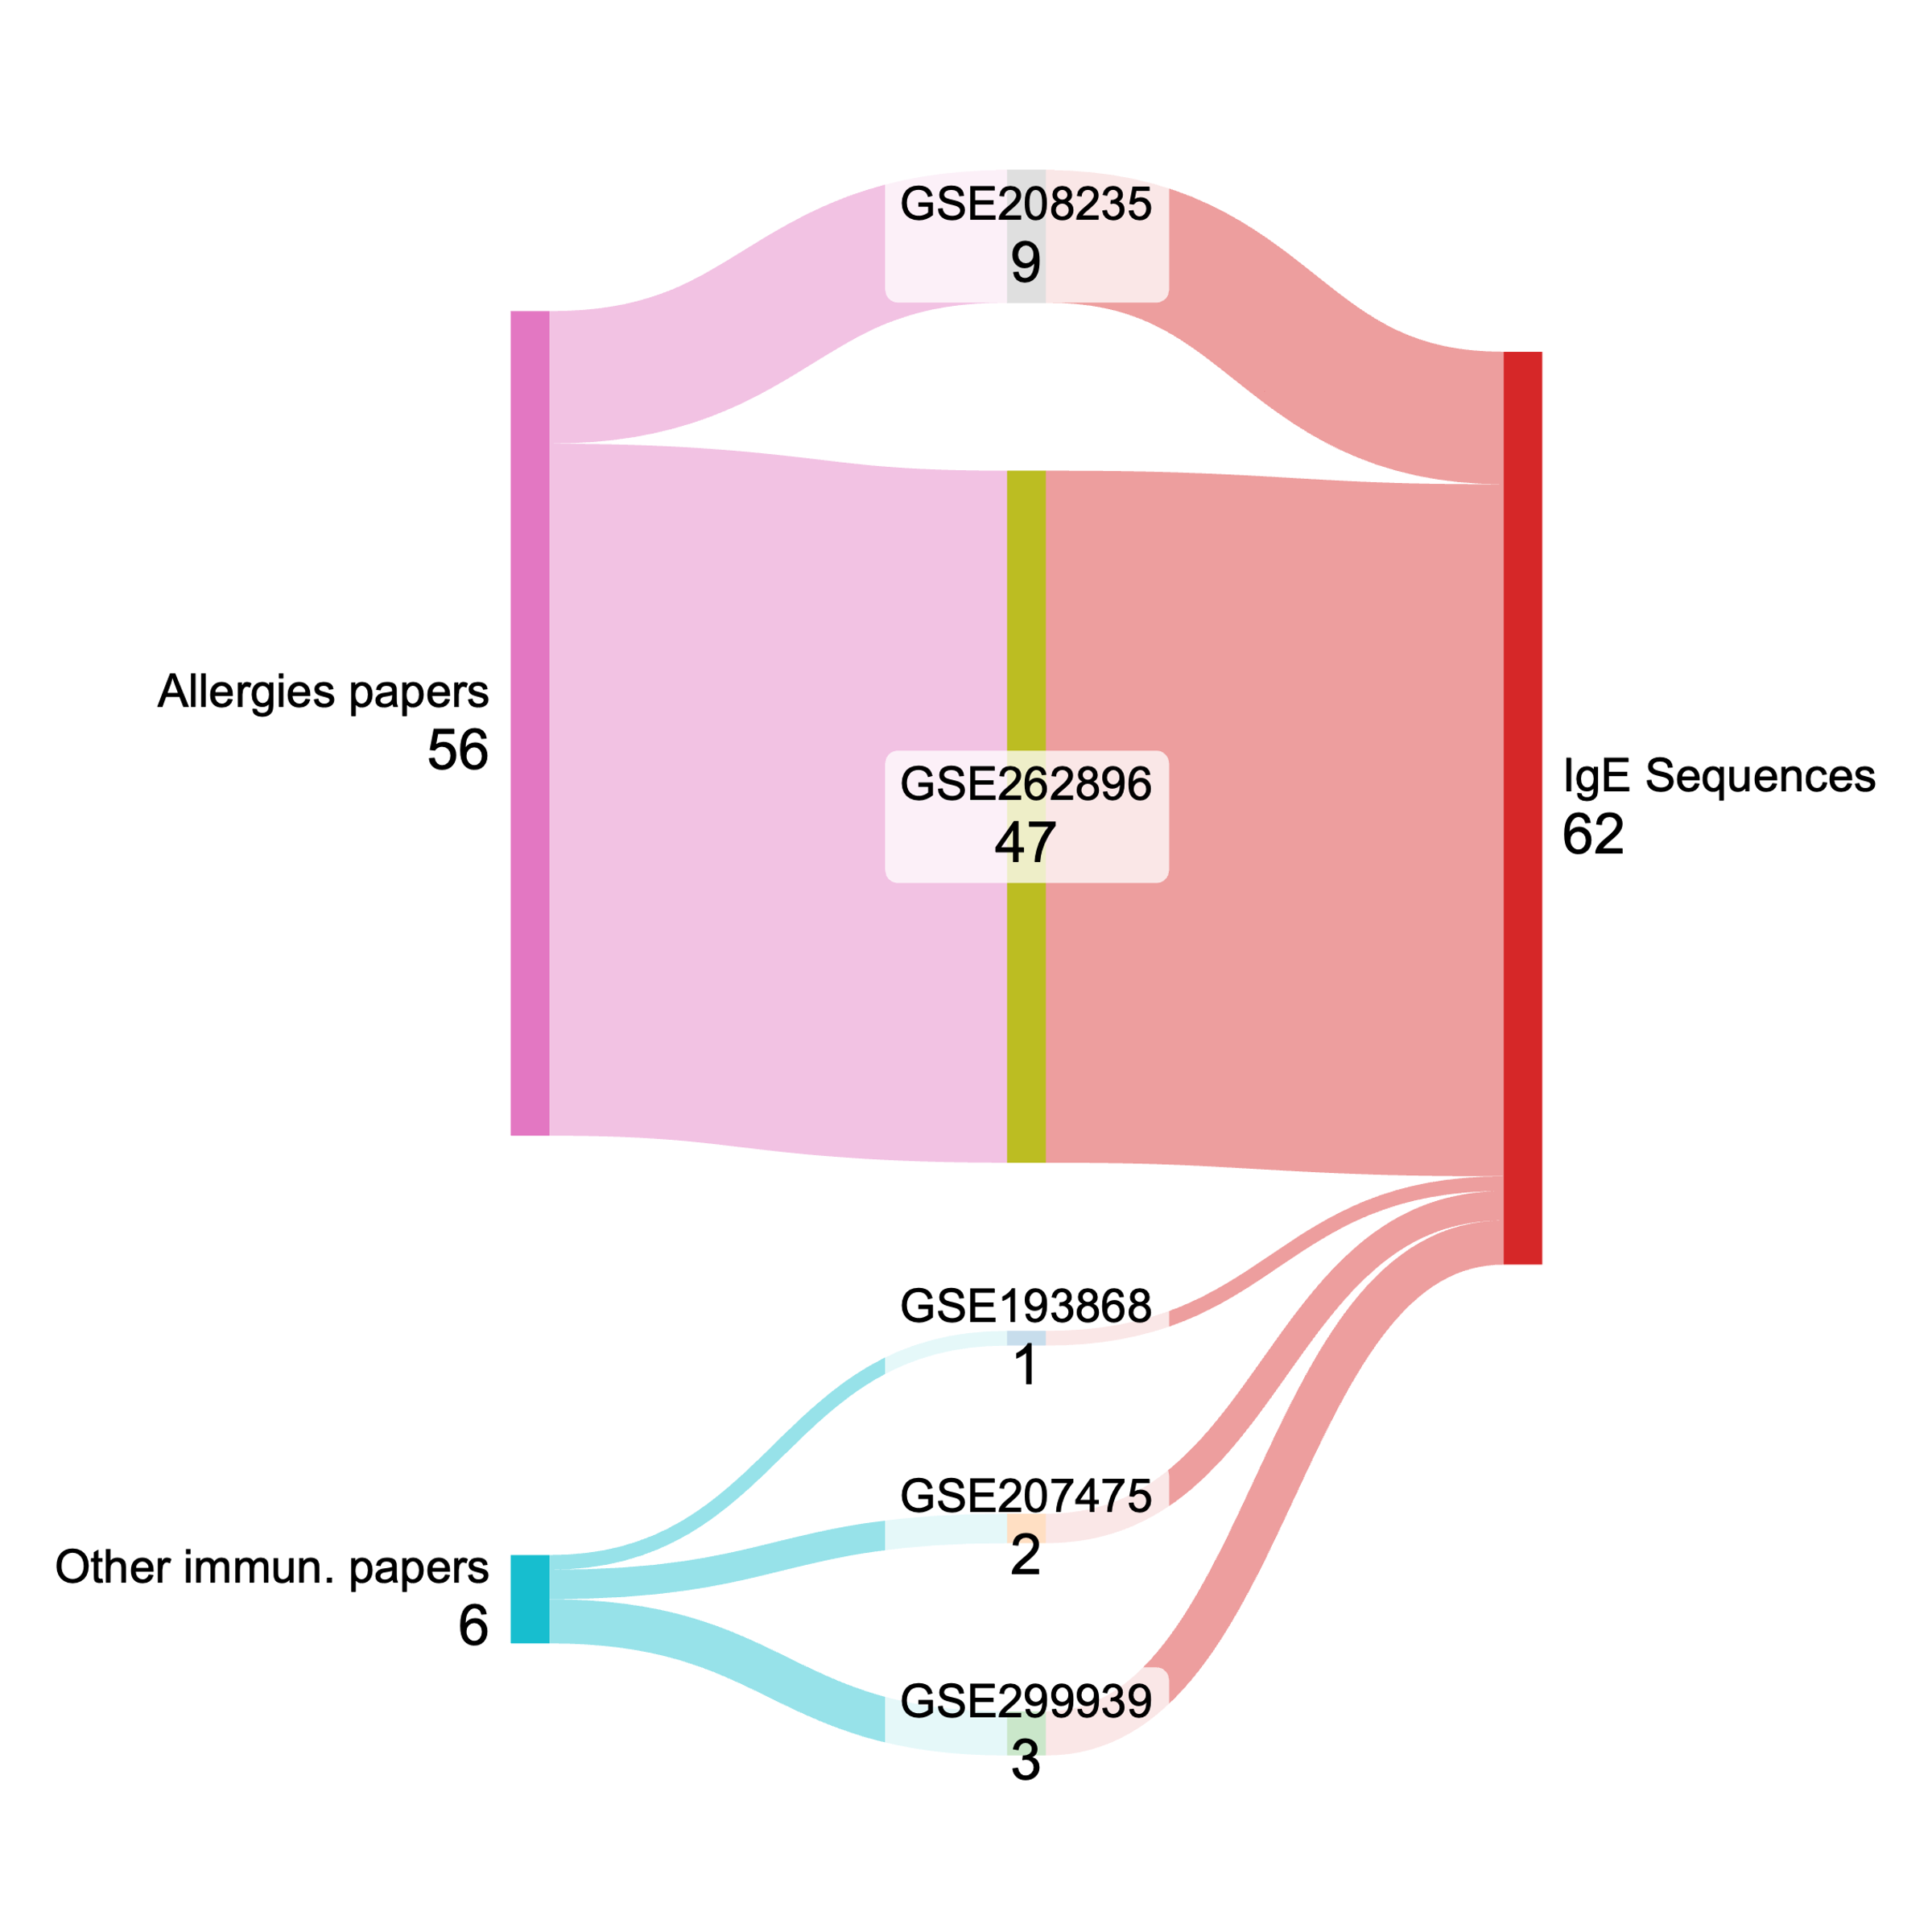 GSE208235
9
Allergies papers
56
GSE262896
47
IgE Sequences
62
GSE193868
1
GSE207475
2
Other immun. papers
6
GSE299939
3